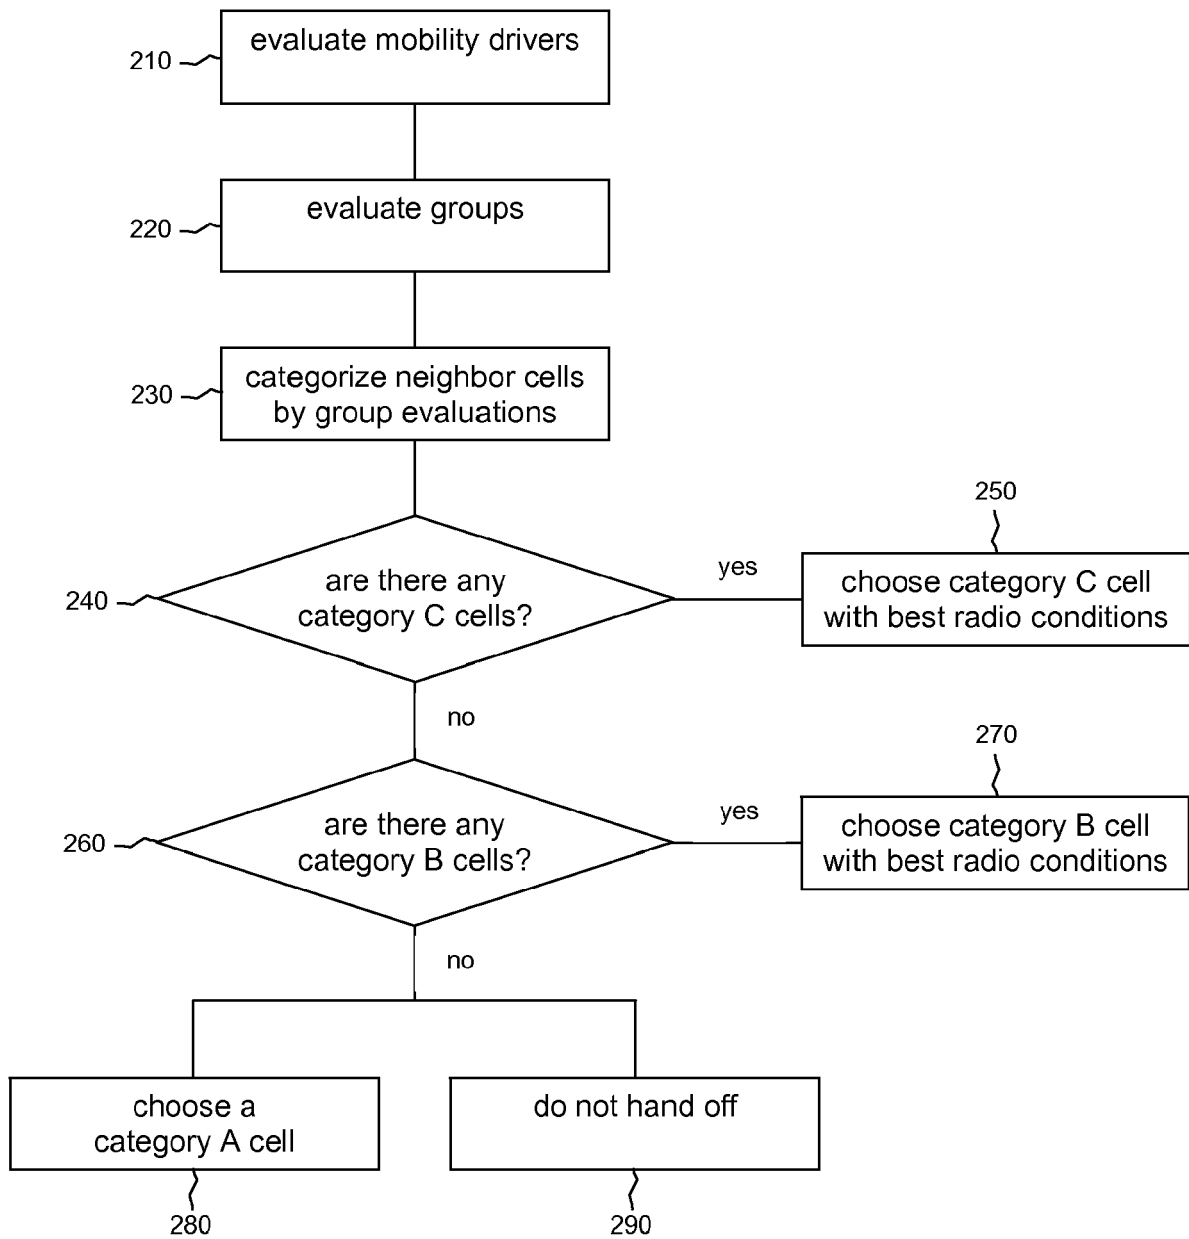 evaluate mobility drivers
210
evaluate groups
220
categorize neighbor cells
by group evaluations
230
250
are there any
category C cells?
240
yes
choose category C cell
with best radio conditions
no
270
are there any
category B cells?
260
yes
choose category B cell
with best radio conditions
no
choose a
category A cell
do not hand off
280
290